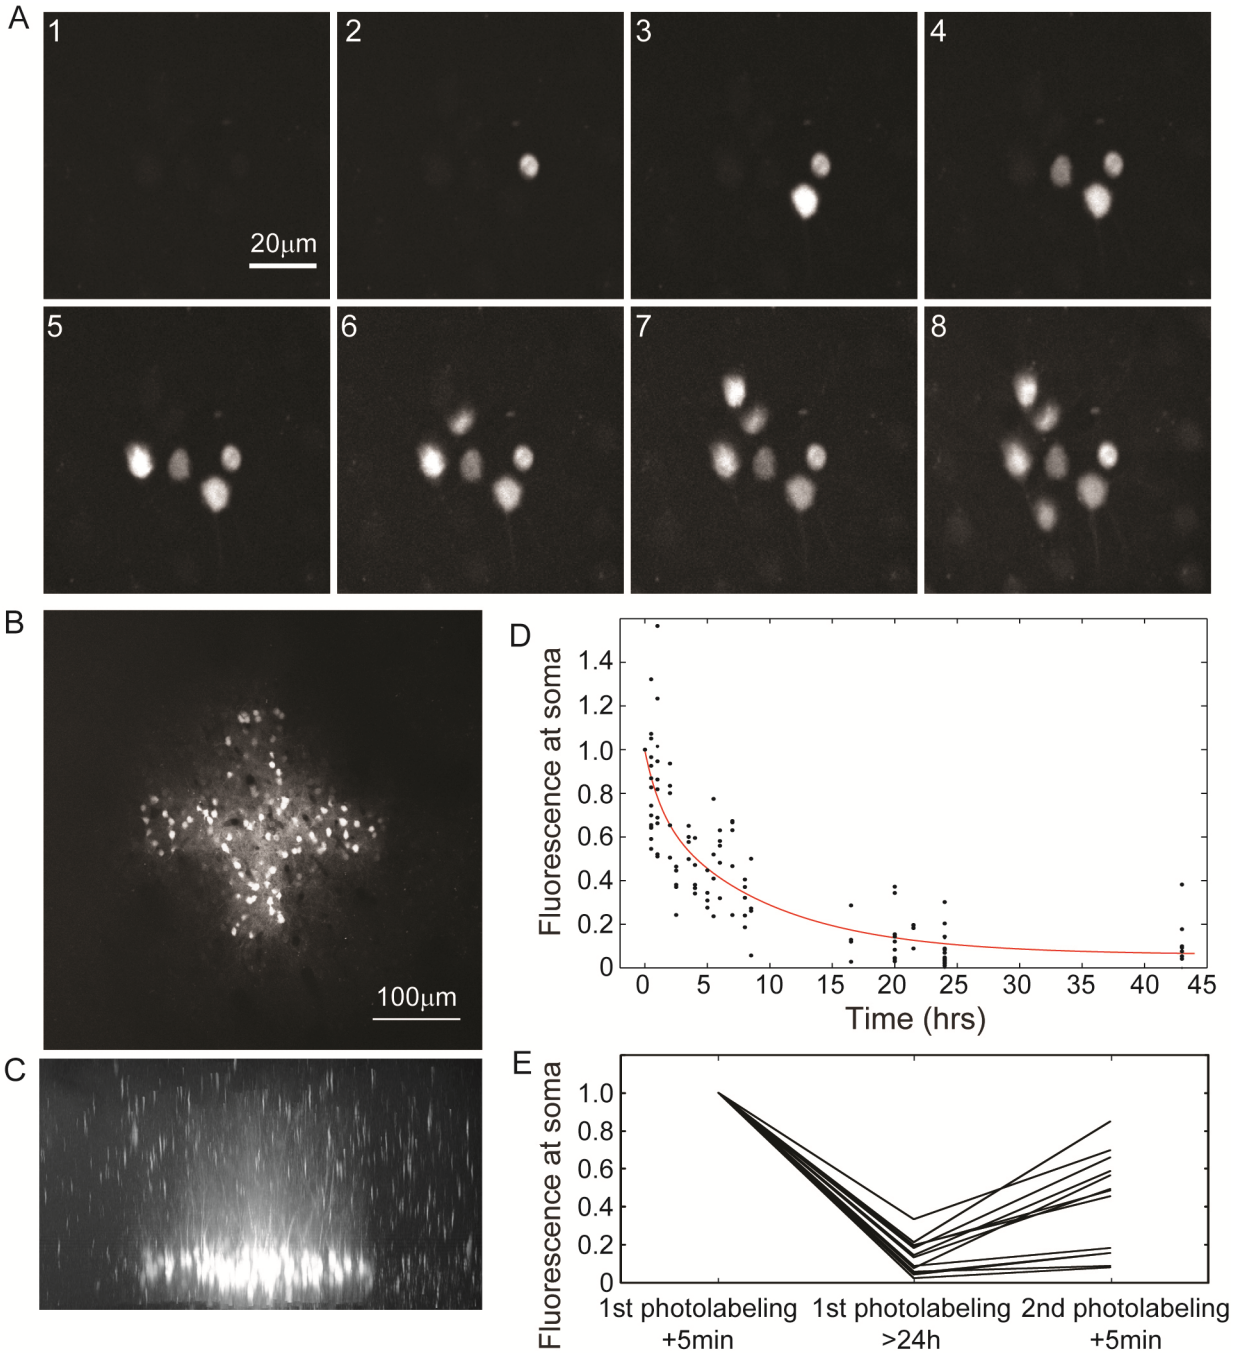 A
1
2
3
4
20μm
5
6
7
8
B
100μm
C
D
Fluorescence at soma
1.4
1.2
1.0
0.8
0.6
0.4
0.2
0
0 5 10 15 20 25 30 35 40 45
Time (hrs)
E
Fluorescence at soma
1.0
0.8
0.6
0.4
0.2
0
1st photolabeling 1st photolabeling 2nd photolabeling
+5min >24h +5min